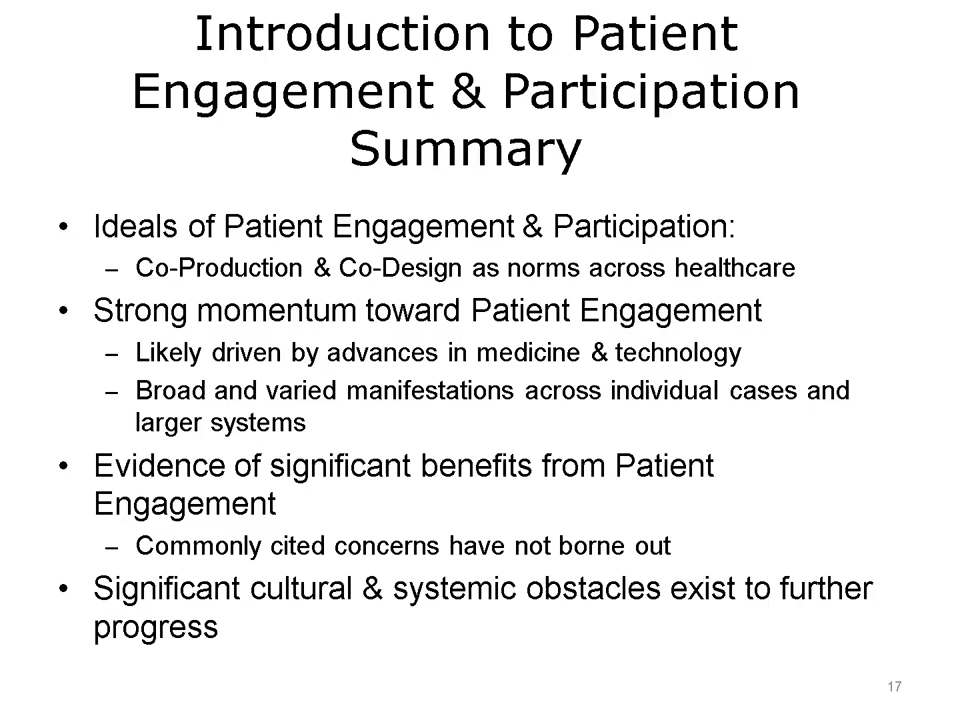 Introduction to Patient
Engagement & Participation
Summary
• Ideals of Patient Engagement & Participation:
– Co-Production & Co-Design as norms across healthcare
• Strong momentum toward Patient Engagement
– Likely driven by advances in medicine & technology
– Broad and varied manifestations across individual cases and
larger systems
• Evidence of significant benefits from Patient
Engagement
– Commonly cited concerns have not borne out
• Significant cultural & systemic obstacles exist to further
progress
17